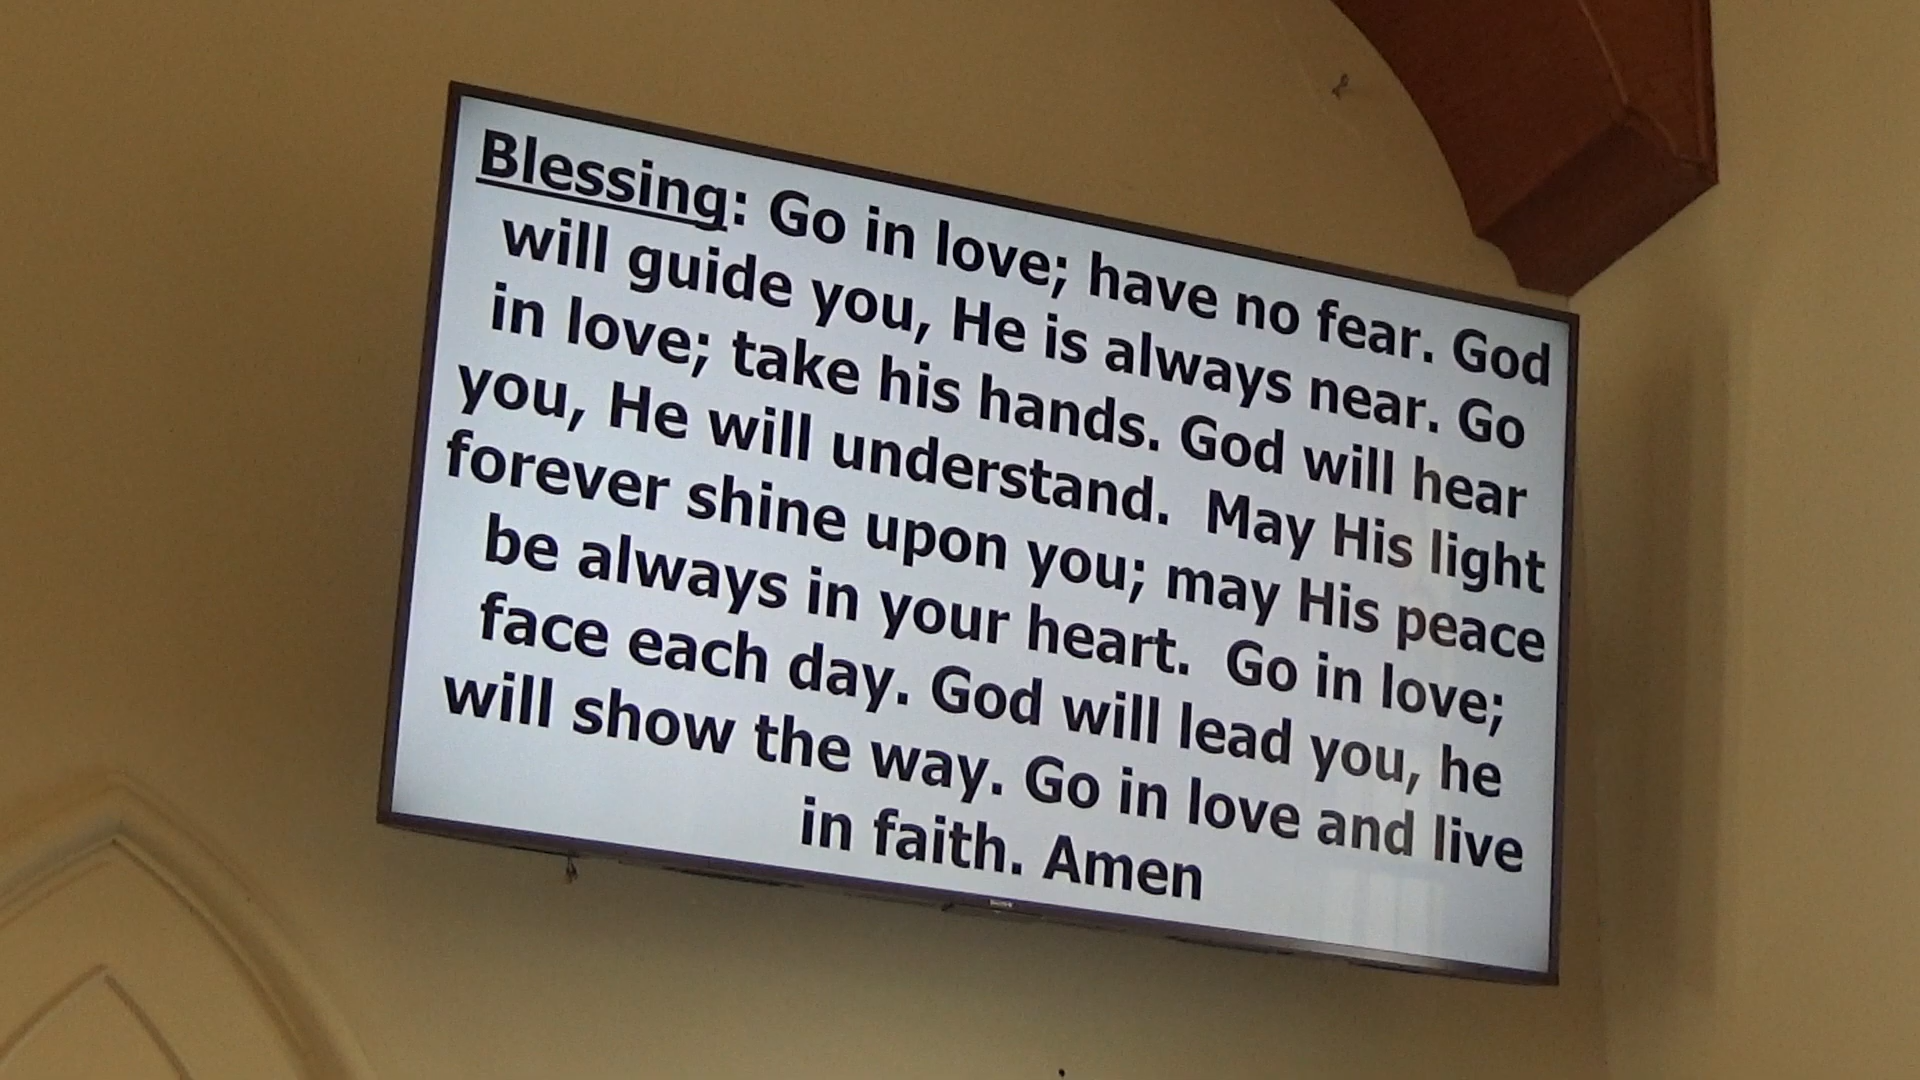 Blessing: Go in love; have no fear. God
will guide you, He is always near. Go
in love; take his hands. God will hear
you, He will understand.  May His light
forever shine upon you; may His peace
be always in your heart.  Go in love;
face each day. God will lead you, he
will show the way. Go in love and live
in faith. Amen